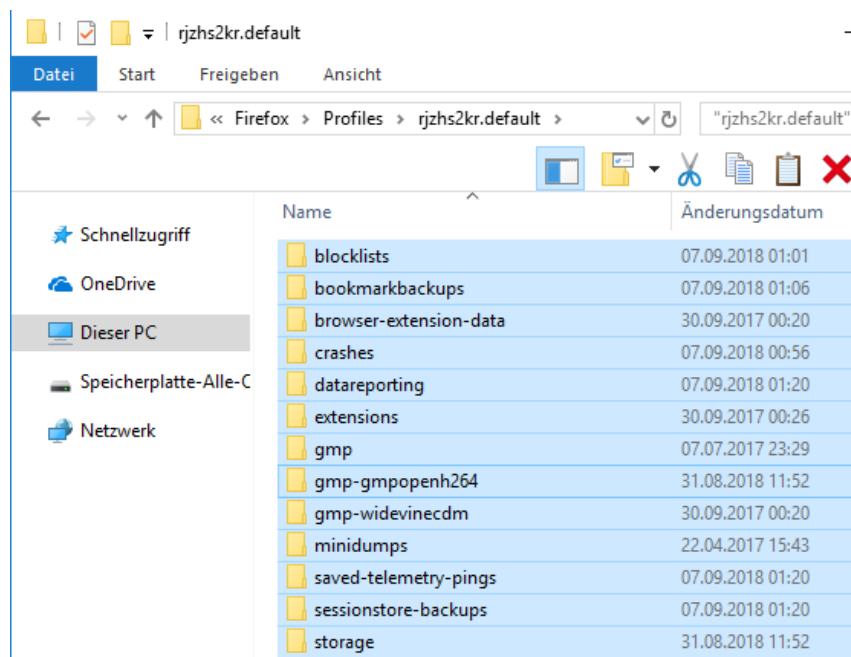 rjzhs2kr.default
Datei Start Freigeben Ansicht
« Firefox > Profiles > rjzhs2kr.default > "rjzhs2kr.default"
Name Änderungsdatum
Schnellzugriff
OneDrive
Dieser PC
Speicherplatte-Alle-C
Netzwerk
blocklists 07.09.2018 01:01
bookmarkbackups 07.09.2018 01:06
browser-extension-data 30.09.2017 00:20
crashes 07.09.2018 00:56
datareporting 07.09.2018 01:20
extensions 30.09.2017 00:26
gmp 07.07.2017 23:29
gmp-gmpopenh264 31.08.2018 11:52
gmp-widevinecdm 30.09.2017 00:20
minidumps 22.04.2017 15:43
saved-telemetry-pings 07.09.2018 01:20
sessionstore-backups 07.09.2018 01:20
storage 31.08.2018 11:52